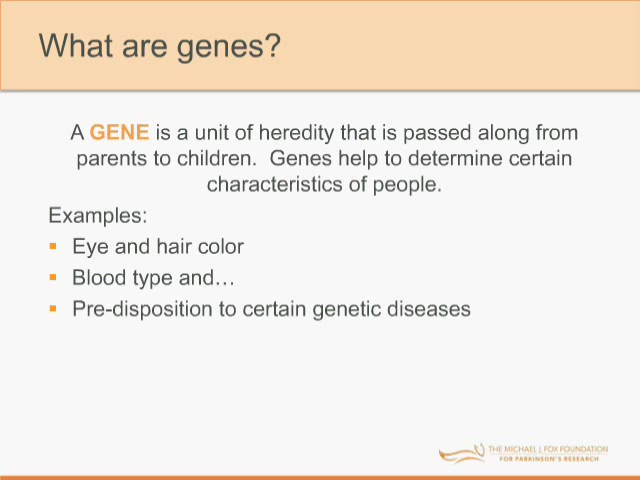 What are genes?
A GENE is a unit of heredity that is passed along from
parents to children.  Genes help to determine certain
characteristics of people.
Examples:
▪ Eye and hair color
▪ Blood type and…
▪ Pre-disposition to certain genetic diseases
THE MICHAEL J. FOX FOUNDATION
FOR PARKINSON'S RESEARCH